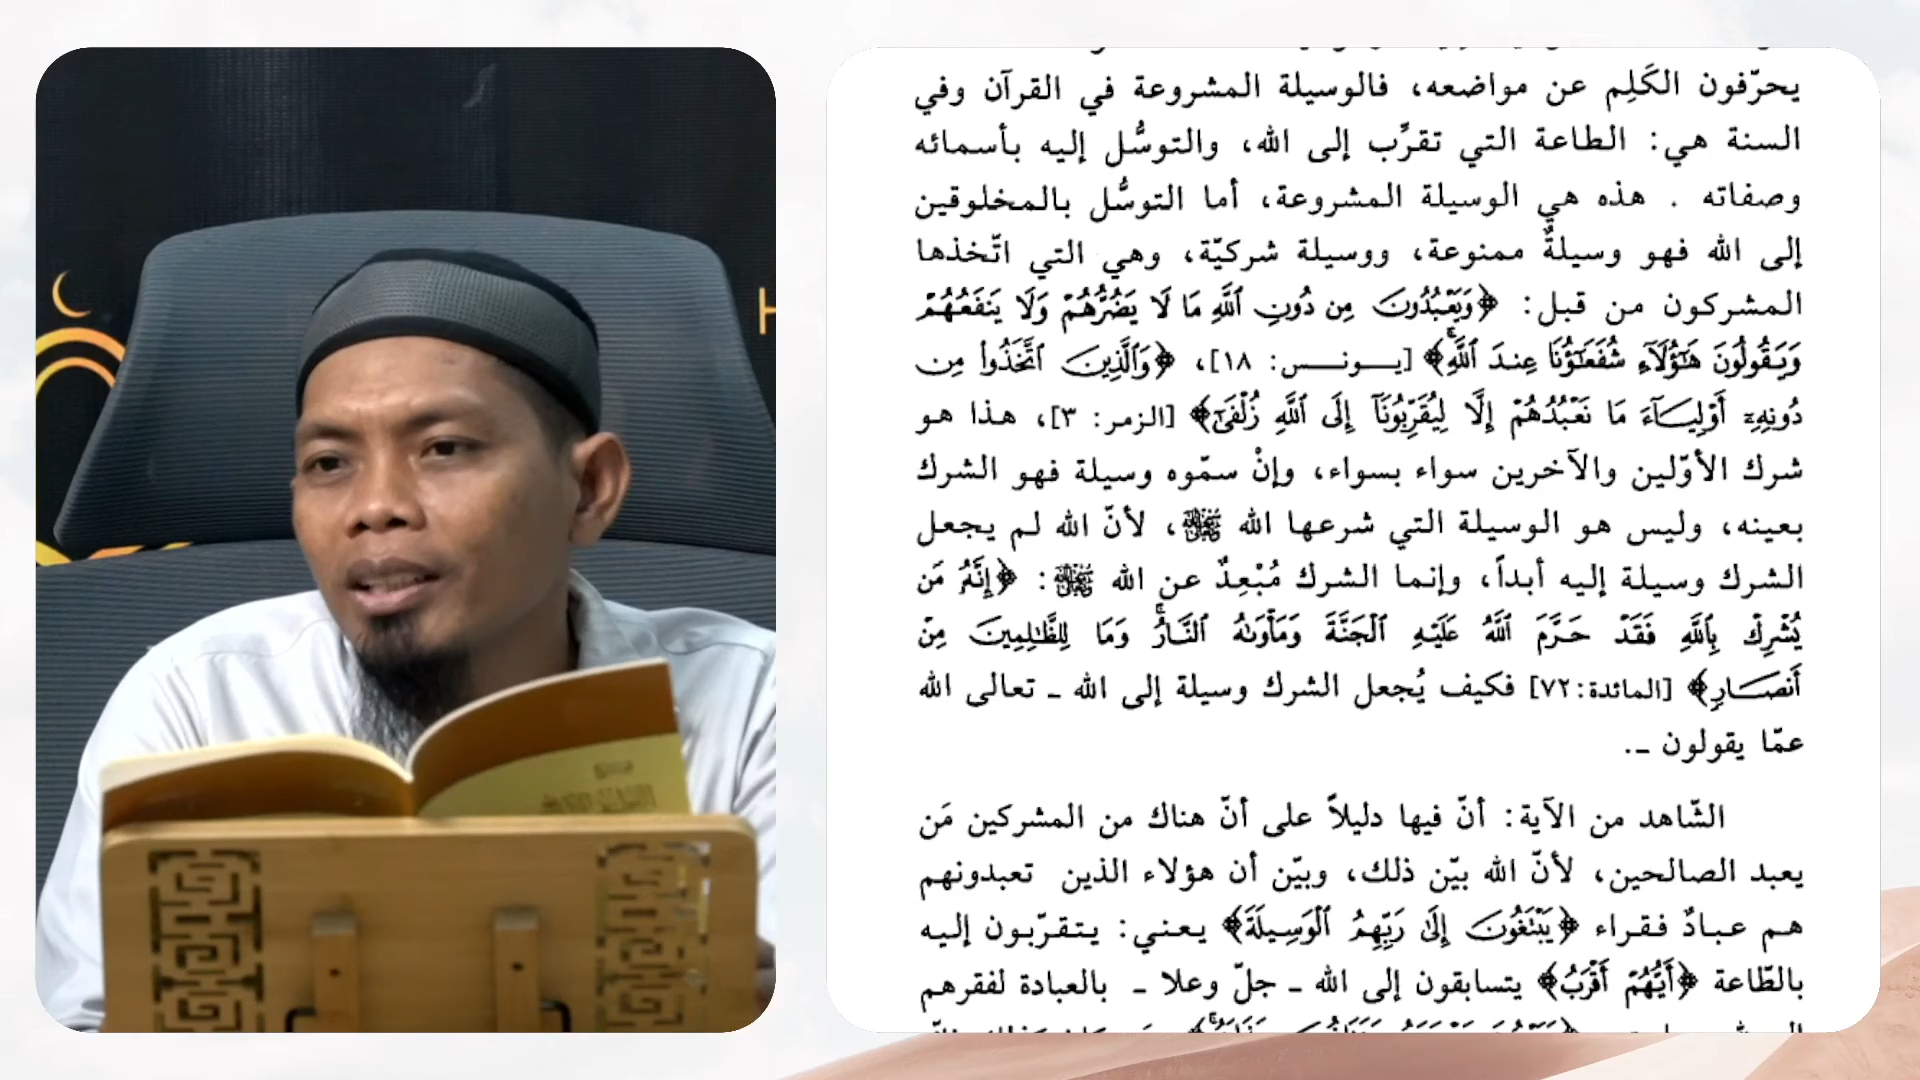 يحرّفون الكَلِم عن مواضعه، فالوسيلة المشروعة في القرآن وفي
السنة هي: الطاعة التي تقرِّب إلى الله، والتوسُّل إليه بأسمائه
وصفاته . هذه هي الوسيلة المشروعة، أما التوسُّل بالمخلوقين
إلى الله فهو وسيلةٌ ممنوعة، ووسيلة شركيّة، وهي التي اتّخذها
المشركون من قبل: ﴿وَيَعْبُدُونَ مِن دُونِ ٱللَّهِ مَا لَا يَضُرُّهُمْ وَلَا يَنفَعُهُمْ
وَيَقُولُونَ هَٰٓؤُلَآءِ شُفَعَٰٓؤُنَا عِندَ ٱللَّهِۚ﴾ [يـونـس: ١٨]، ﴿وَٱلَّذِينَ ٱتَّخَذُوا۟ مِن
دُونِهِۦٓ أَوْلِيَآءَ مَا نَعْبُدُهُمْ إِلَّا لِيُقَرِّبُونَآ إِلَى ٱللَّهِ زُلْفَىٰٓ﴾ [الزمر: ٣]، هذا هو
شرك الأوّلين والآخرين سواء بسواء، وإنْ سمّوه وسيلة فهو الشرك
بعينه، وليس هو الوسيلة التي شرعها الله ، لأنّ الله لم يجعل
الشرك وسيلة إليه أبداً، وإنما الشرك مُبْعِدٌ عن الله : ﴿إِنَّهُۥ مَن
يُشْرِكْ بِٱللَّهِ فَقَدْ حَرَّمَ ٱللَّهُ عَلَيْهِ ٱلْجَنَّةَ وَمَأْوَىٰهُ ٱلنَّارُۖ وَمَا لِلظَّٰلِمِينَ مِنْ
أَنصَارٍ﴾ [المائدة: ٧٢] فكيف يُجعل الشرك وسيلة إلى الله ـ تعالى الله
عمّا يقولون ـ.
الشّاهد من الآية: أنّ فيها دليلاً على أنّ هناك من المشركين مَن
يعبد الصالحين، لأنّ الله بيّن ذلك، وبيّن أن هؤلاء الذين تعبدونهم
هم عبادٌ فقراء ﴿يَبْتَغُونَ إِلَىٰ رَبِّهِمُ ٱلْوَسِيلَةَ﴾ يعني: يتقرّبون إليه
بالطّاعة ﴿أَيُّهُمْ أَقْرَبُ﴾ يتسابقون إلى الله ـ جلّ وعلا ـ بالعبادة لفقرهم